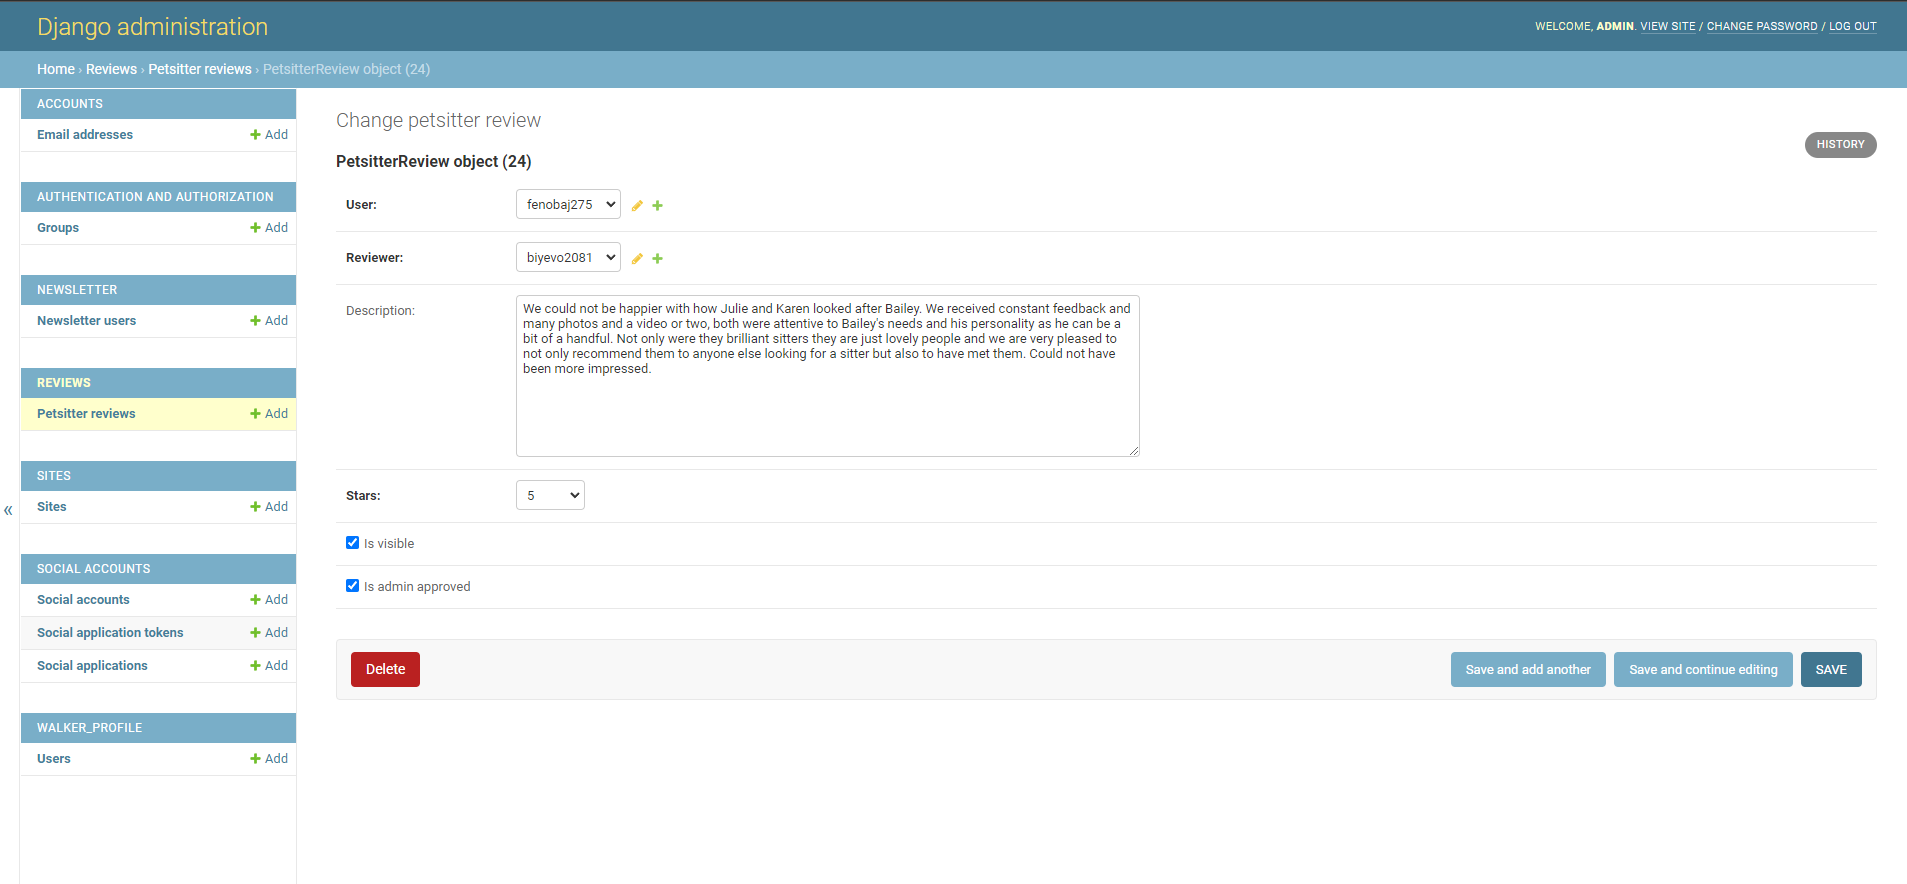 Django administration
WELCOME, ADMIN. VIEW SITE / CHANGE PASSWORD / LOG OUT
Home › Reviews › Petsitter reviews › PetsitterReview object (24)
ACCOUNTS
Email addresses Add
AUTHENTICATION AND AUTHORIZATION
Groups Add
NEWSLETTER
Newsletter users Add
REVIEWS
Petsitter reviews Add
SITES
Sites Add
SOCIAL ACCOUNTS
Social accounts Add
Social application tokens Add
Social applications Add
WALKER_PROFILE
Users Add
«
Change petsitter review
HISTORY
PetsitterReview object (24)
User: fenobaj275
Reviewer: biyevo2081
Description:
We could not be happier with how Julie and Karen looked after Bailey. We received constant feedback and
many photos and a video or two, both were attentive to Bailey's needs and his personality as he can be a
bit of a handful. Not only were they brilliant sitters they are just lovely people and we are very pleased to
not only recommend them to anyone else looking for a sitter but also to have met them. Could not have
been more impressed.
Stars: 5
Is visible
Is admin approved
Delete
Save and add another
Save and continue editing
SAVE